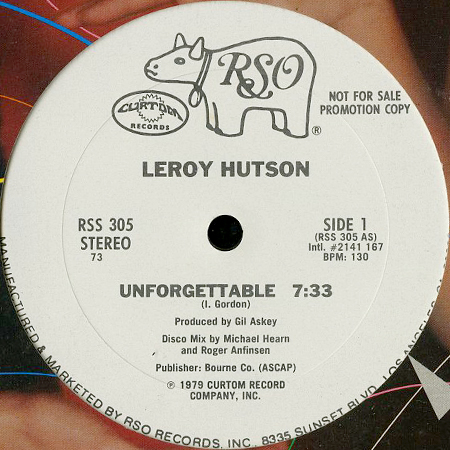 RSO
®
CURTOM
RECORDS
NOT FOR SALE
PROMOTION COPY
LEROY HUTSON
RSS 305
STEREO
73
SIDE 1
(RSS 305 AS)
Intl. #2141 167
BPM: 130
UNFORGETTABLE 7:33
(I. Gordon)
Produced by Gil Askey
Disco Mix by Michael Hearn
and Roger Anfinsen
Publisher: Bourne Co. (ASCAP)
℗ 1979 CURTOM RECORD
COMPANY, INC.
MANUFACTURED & MARKETED BY RSO RECORDS, INC. 8335 SUNSET BLVD., LOS ANGELES